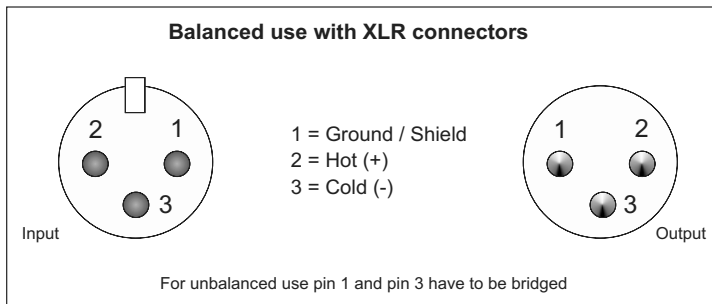 Balanced use with XLR connectors
2 1
3
Input
1 = Ground / Shield
2 = Hot (+)
3 = Cold (-)
1 2
3
Output
For unbalanced use pin 1 and pin 3 have to be bridged